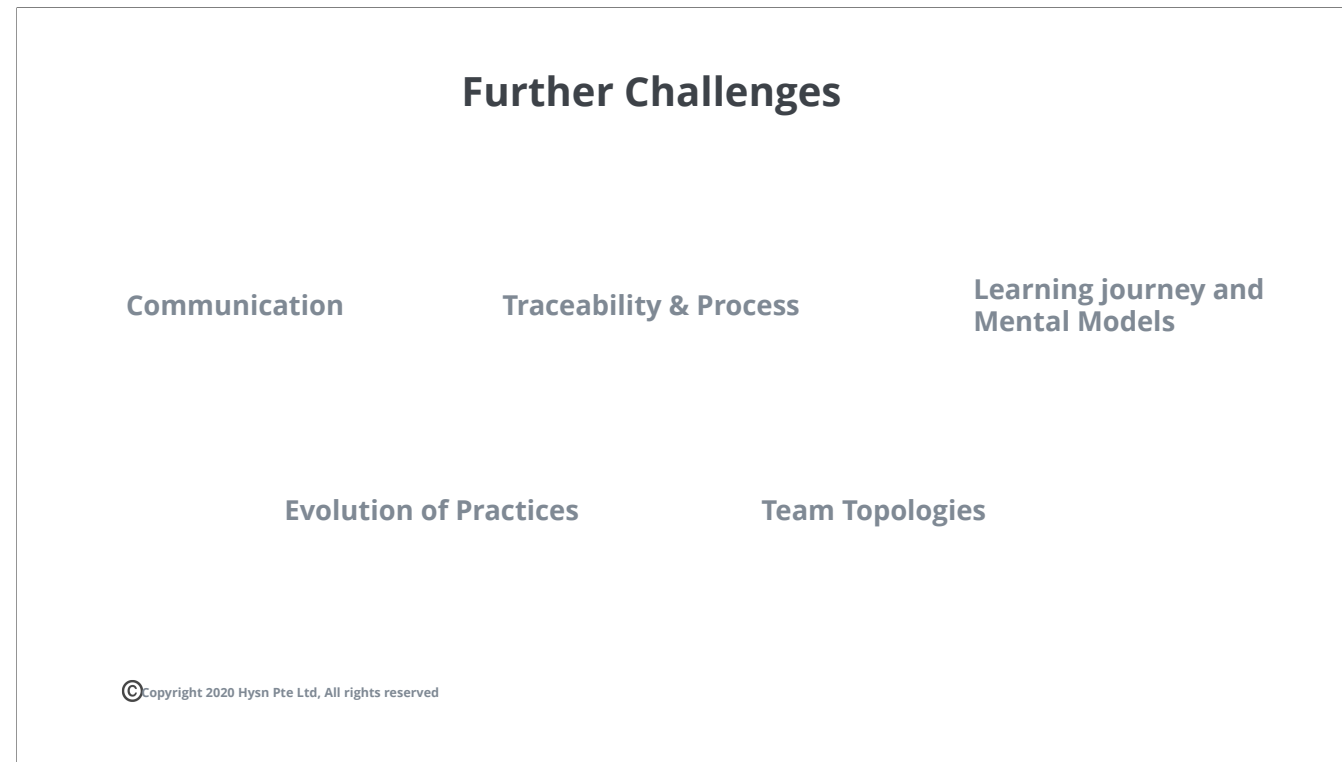 Further Challenges
Communication
Traceability & Process
Learning journey and
Mental Models
Evolution of Practices
Team Topologies
©Copyright 2020 Hysn Pte Ltd, All rights reserved